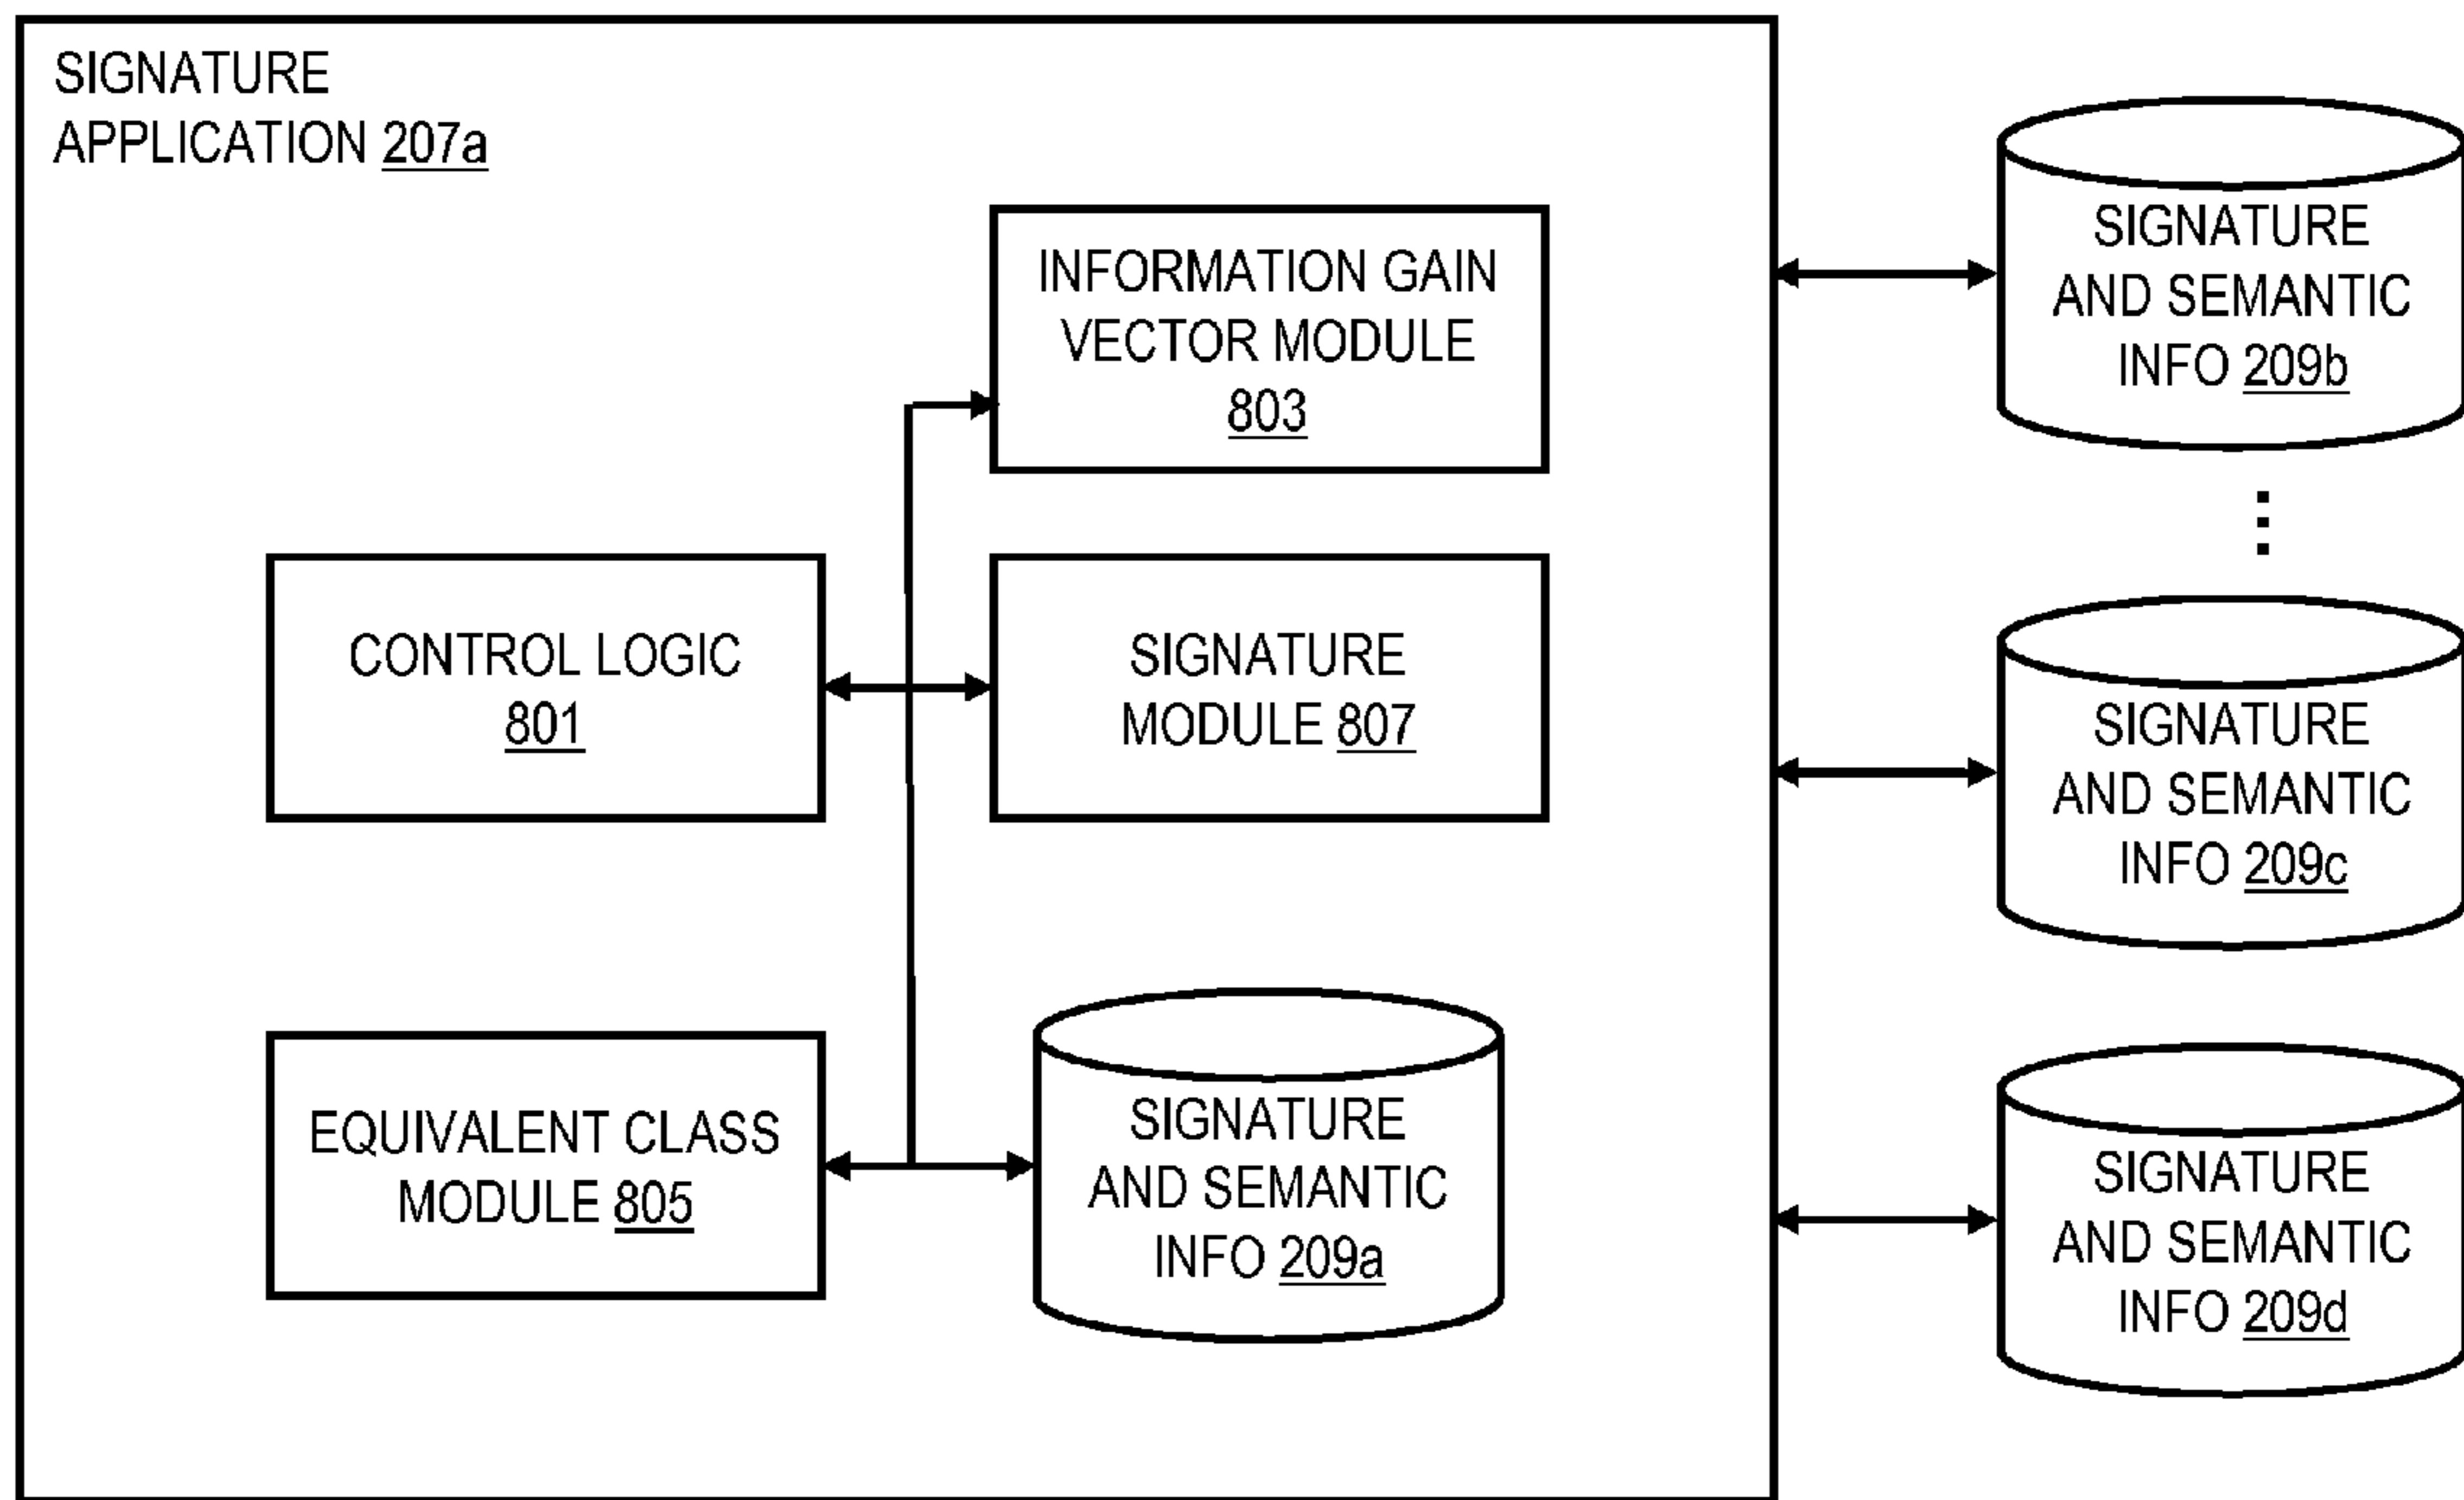 SIGNATURE
APPLICATION 207a
INFORMATION GAIN
VECTOR MODULE
803
CONTROL LOGIC
801
SIGNATURE
MODULE 807
EQUIVALENT CLASS
MODULE 805
SIGNATURE
AND SEMANTIC
INFO 209a
SIGNATURE
AND SEMANTIC
INFO 209b
SIGNATURE
AND SEMANTIC
INFO 209c
SIGNATURE
AND SEMANTIC
INFO 209d